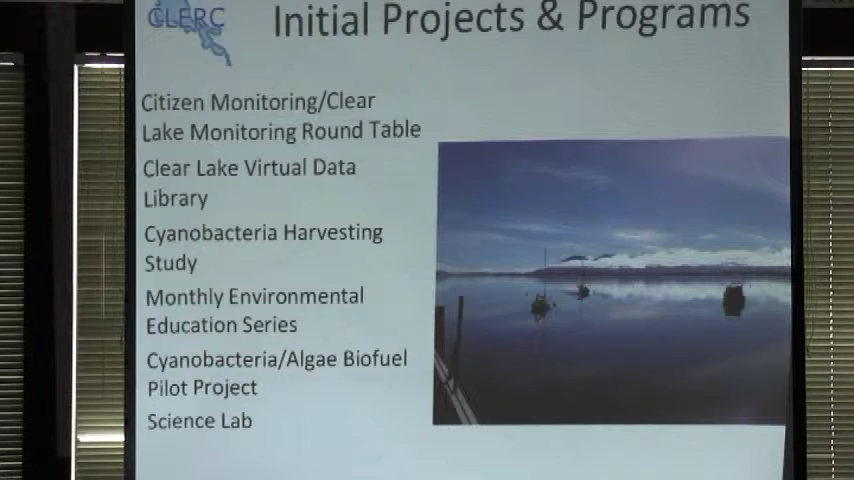 CLERC
Initial Projects & Programs
Citizen Monitoring/Clear
Lake Monitoring Round Table
Clear Lake Virtual Data
Library
Cyanobacteria Harvesting
Study
Monthly Environmental
Education Series
Cyanobacteria/Algae Biofuel
Pilot Project
Science Lab